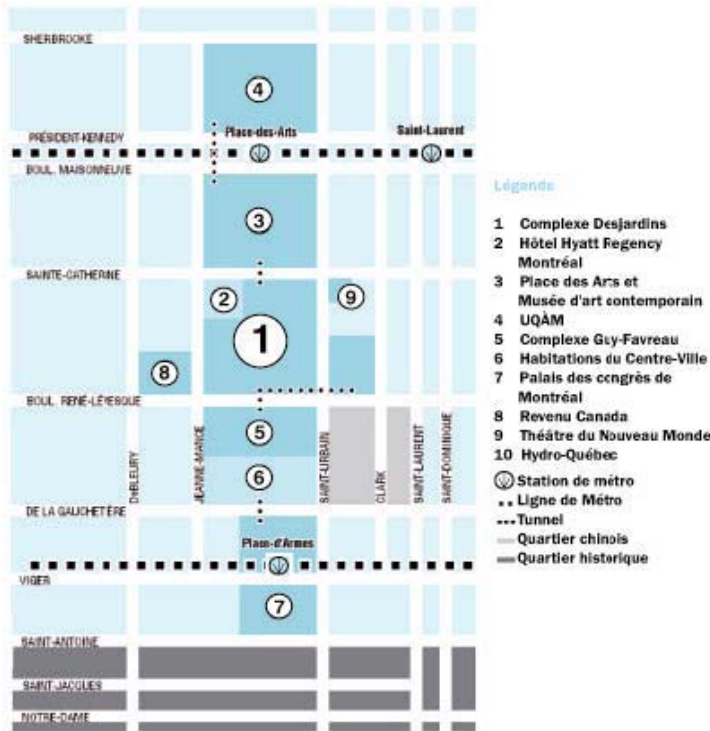 SHERBROOKE
4
PRÉSIDENT-KENNEDY
Place-des-Arts
Saint-Laurent
BOUL. MAISONNEUVE
3
SAINTE-CATHERINE
2
9
1
8
BOUL. RENÉ-LÉVESQUE
5
DeBLEURY
JEANNE-MANCE
SAINT-URBAIN
CLARK
SAINT-LAURENT
SAINT-DOMINIQUE
6
DE LA GAUCHETÈRE
Place-d'Armes
VIGER
7
SAINT-ANTOINE
SAINT-JACQUES
NOTRE-DAME
Légende
1 Complexe Desjardins
2 Hôtel Hyatt Regency
Montréal
3 Place des Arts et
Musée d'art contemporain
4 UQÀM
5 Complexe Guy-Favreau
6 Habitations du Centre-Ville
7 Palais des congrès de
Montréal
8 Revenu Canada
9 Théâtre du Nouveau Monde
10 Hydro-Québec
Station de métro
Ligne de Métro
Tunnel
Quartier chinois
Quartier historique